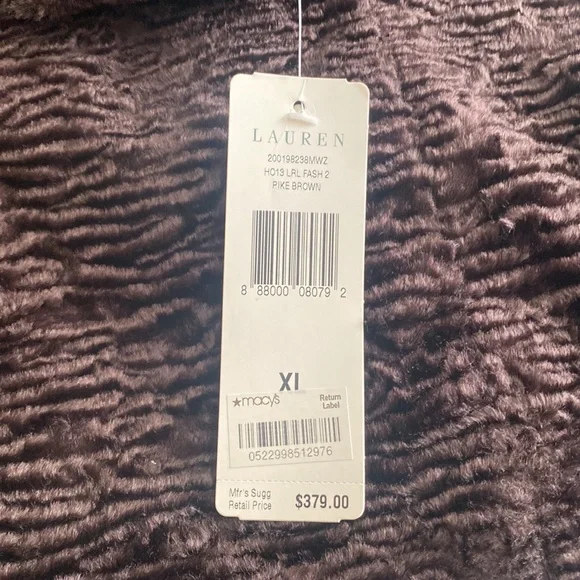 LAUREN
200198238MWZ
HO13 LRL FASH 2
PIKE BROWN
8 88000 08079 2
XL
★macy's Return
Label
0522998512976
Mfr's Sugg
Retail Price $379.00